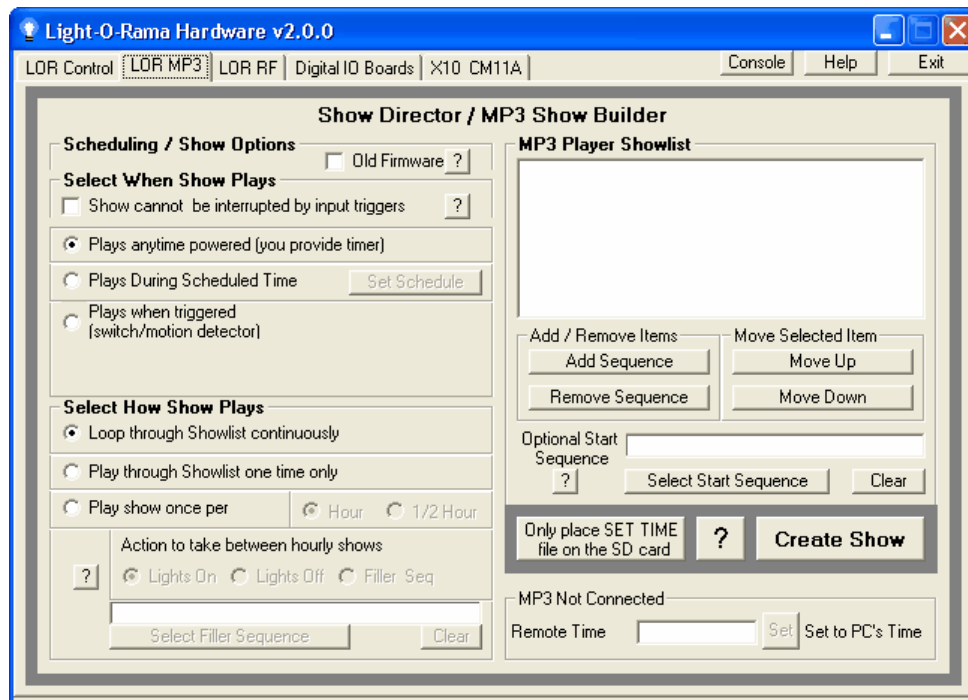 Light-O-Rama Hardware v2.0.0
LOR Control LOR MP3 LOR RF Digital IO Boards X10 CM11A Console Help Exit
Show Director / MP3 Show Builder
Scheduling / Show Options
Old Firmware ?
Select When Show Plays
Show cannot be interrupted by input triggers ?
Plays anytime powered (you provide timer)
Plays During Scheduled Time Set Schedule
Plays when triggered
(switch/motion detector)
Select How Show Plays
Loop through Showlist continuously
Play through Showlist one time only
Play show once per Hour 1/2 Hour
Action to take between hourly shows
? Lights On Lights Off Filler Seq
Select Filler Sequence Clear
MP3 Player Showlist
Add / Remove Items
Add Sequence
Remove Sequence
Move Selected Item
Move Up
Move Down
Optional Start
Sequence
? Select Start Sequence Clear
Only place SET TIME
file on the SD card
?
Create Show
MP3 Not Connected
Remote Time Set Set to PC's Time